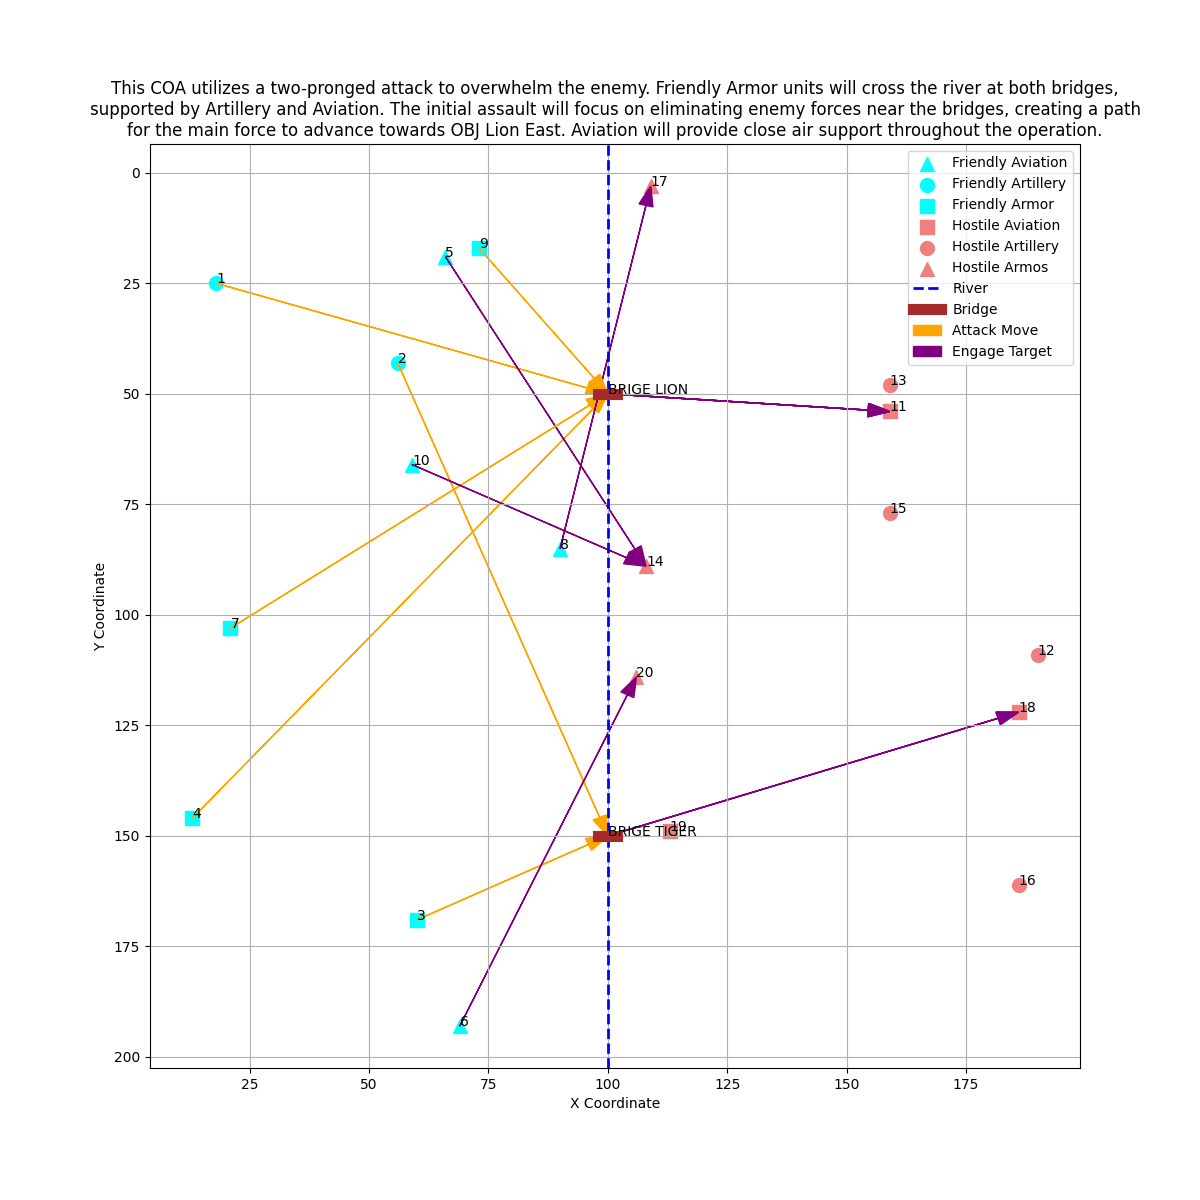 This COA utilizes a two-pronged attack to overwhelm the enemy. Friendly Armor units will cross the river at both bridges,
supported by Artillery and Aviation. The initial assault will focus on eliminating enemy forces near the bridges, creating a path
for the main force to advance towards OBJ Lion East. Aviation will provide close air support throughout the operation.
Friendly Aviation
Friendly Artillery
Friendly Armor
Hostile Aviation
Hostile Artillery
Hostile Armos
River
Bridge
Attack Move
Engage Target
17
9
5
1
2
BRIGE LION
13
11
10
15
8
14
7
12
20
18
4
19
BRIGE TIGER
16
3
6
0
25
50
75
100
125
150
175
200
Y Coordinate
25
50
75
100
125
150
175
X Coordinate